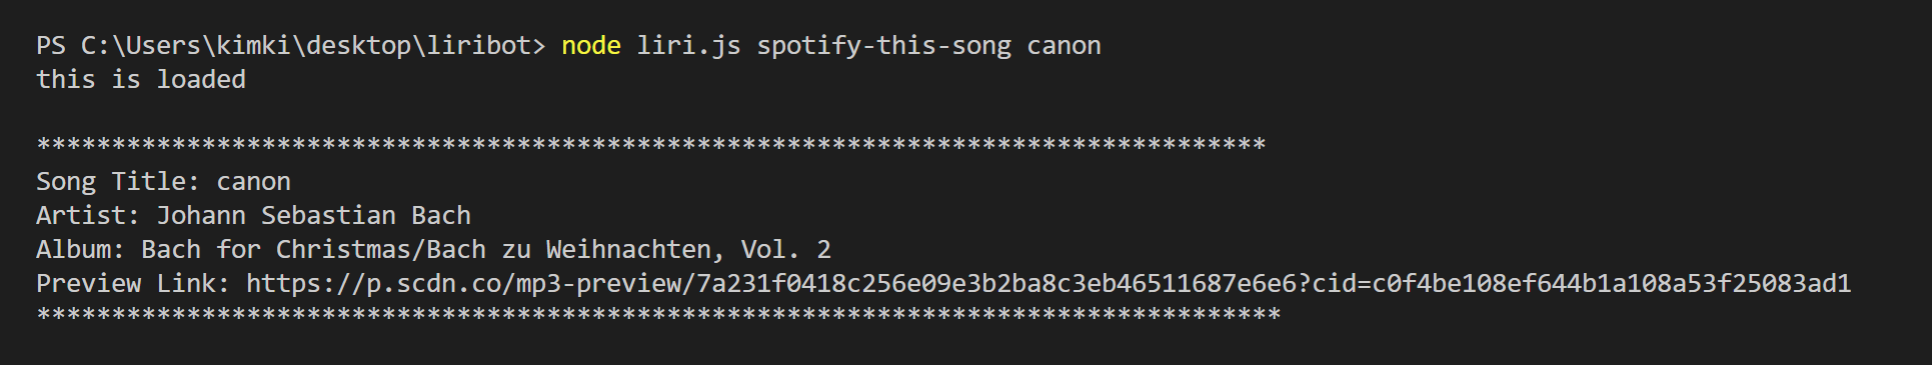 PS C:\Users\kimki\desktop\liribot> node liri.js spotify-this-song canon
this is loaded
**********************************************************************************
Song Title: canon
Artist: Johann Sebastian Bach
Album: Bach for Christmas/Bach zu Weihnachten, Vol. 2
Preview Link: https://p.scdn.co/mp3-preview/7a231f0418c256e09e3b2ba8c3eb46511687e6e6?cid=c0f4be108ef644b1a108a53f25083ad1
***********************************************************************************